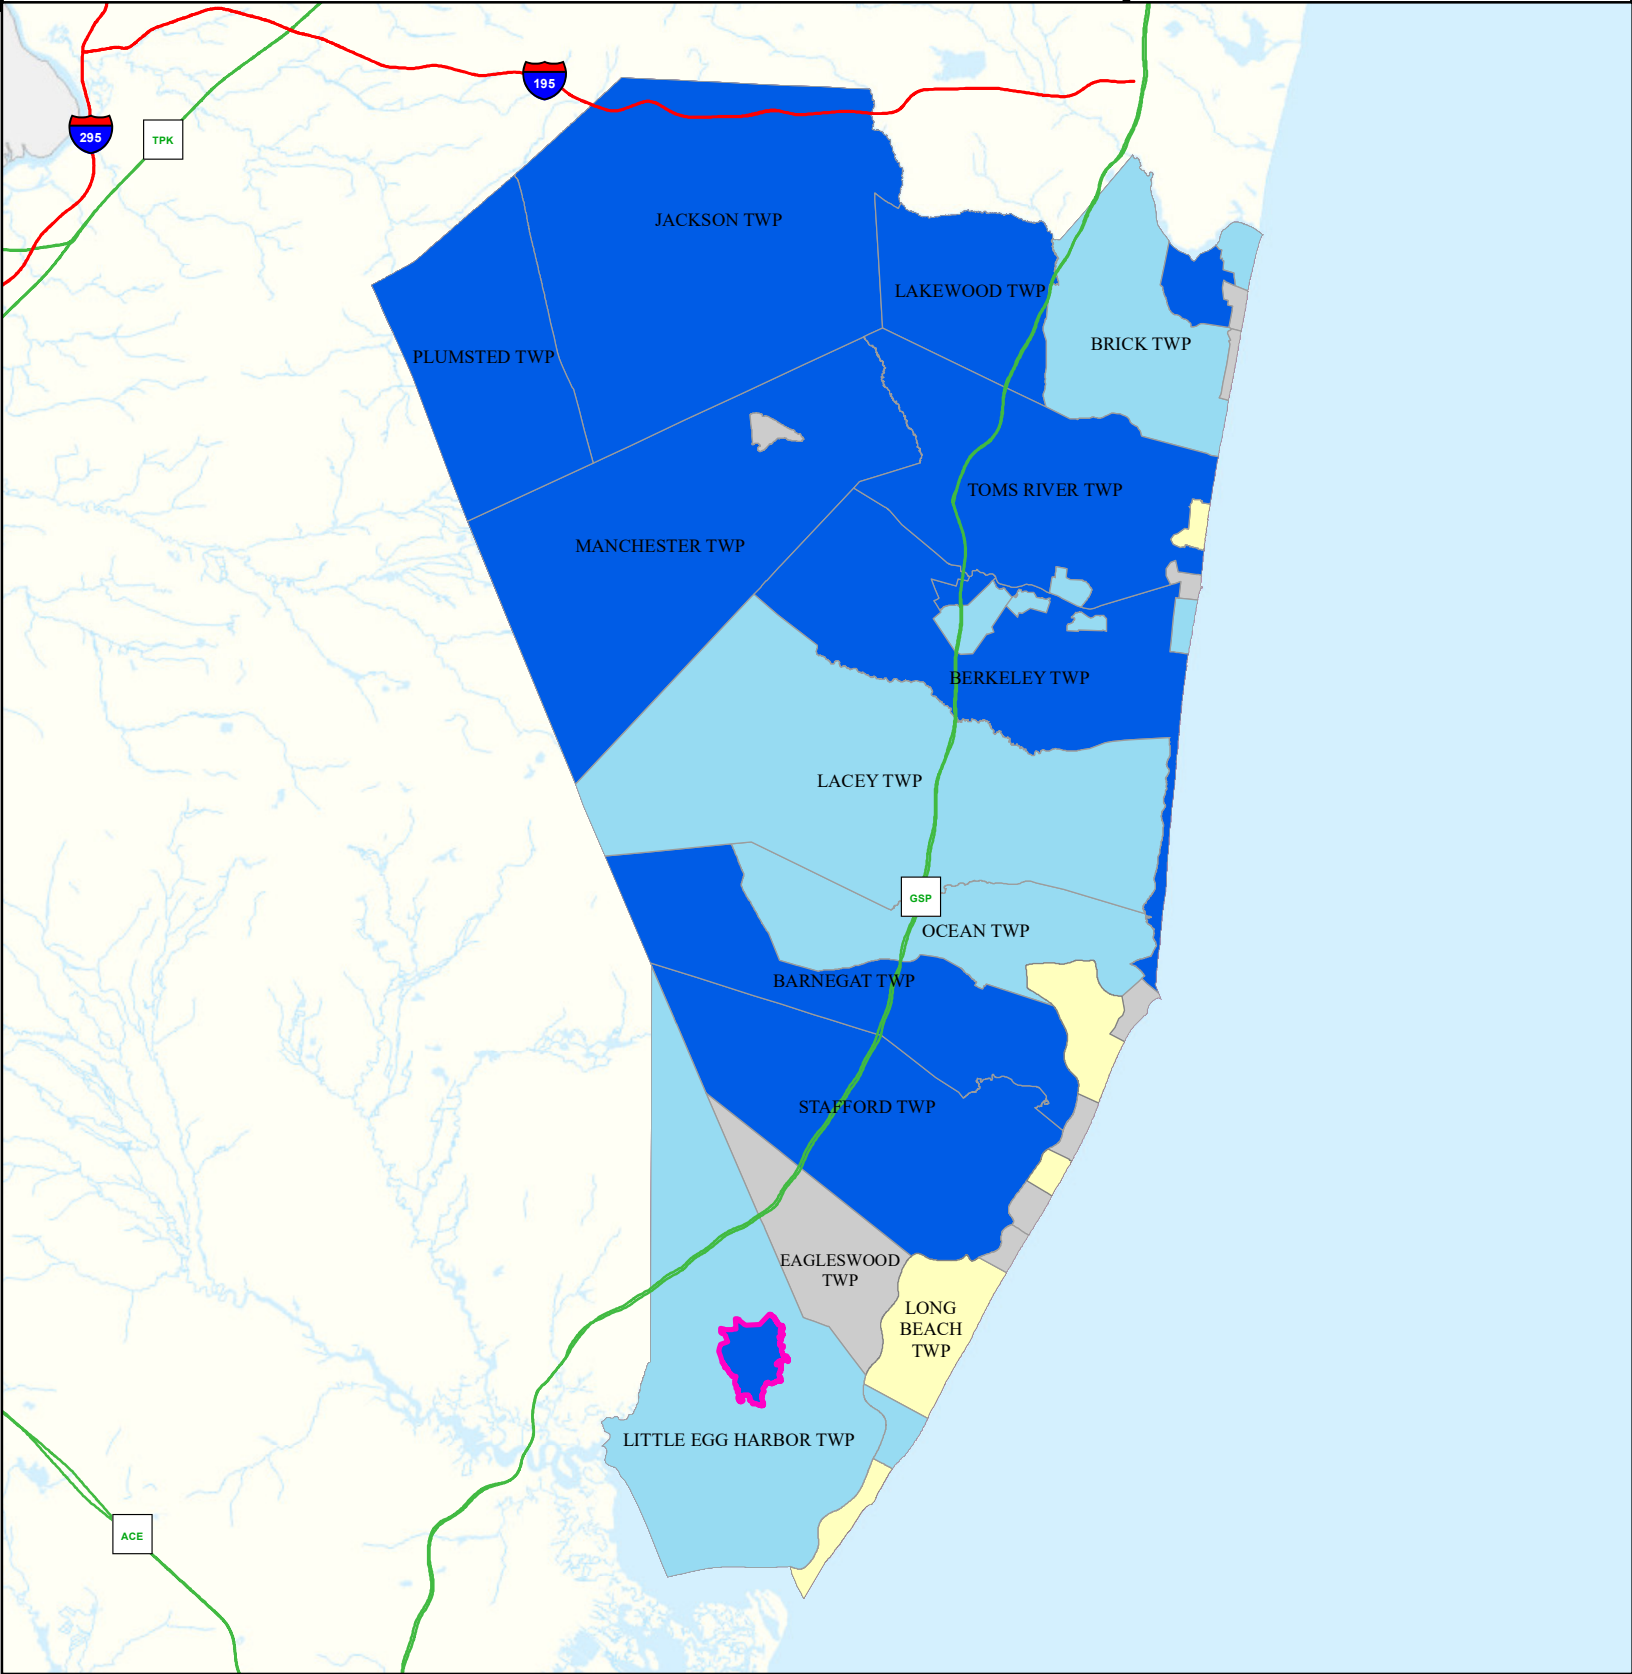 195
295
TPK
JACKSON TWP
LAKEWOOD TWP
BRICK TWP
PLUMSTED TWP
TOMS RIVER TWP
MANCHESTER TWP
BERKELEY TWP
LACEY TWP
GSP
OCEAN TWP
BARNEGAT TWP
STAFFORD TWP
EAGLESWOOD
TWP
LONG
BEACH
TWP
LITTLE EGG HARBOR TWP
ACE